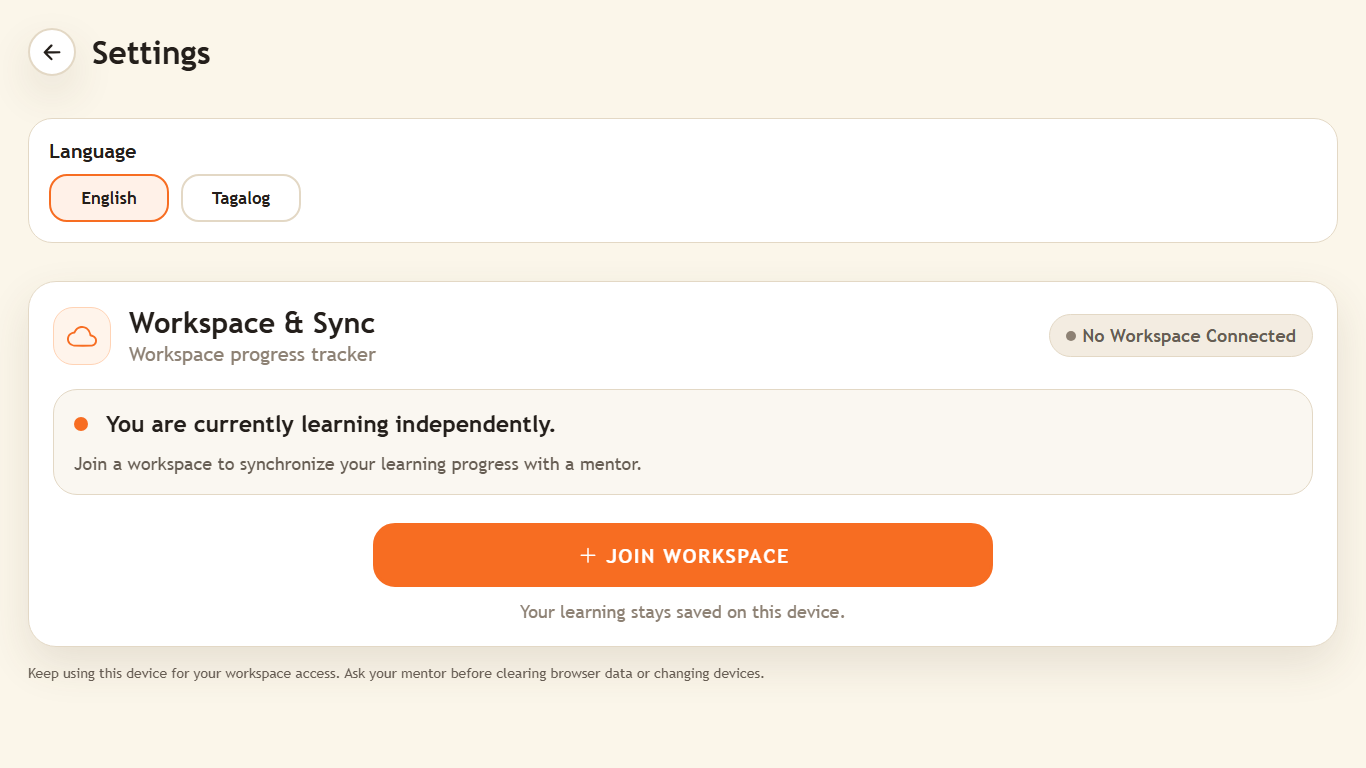 Settings
Language
English
Tagalog
Workspace & Sync
Workspace progress tracker
No Workspace Connected
You are currently learning independently.
Join a workspace to synchronize your learning progress with a mentor.
+ JOIN WORKSPACE
Your learning stays saved on this device.
Keep using this device for your workspace access. Ask your mentor before clearing browser data or changing devices.